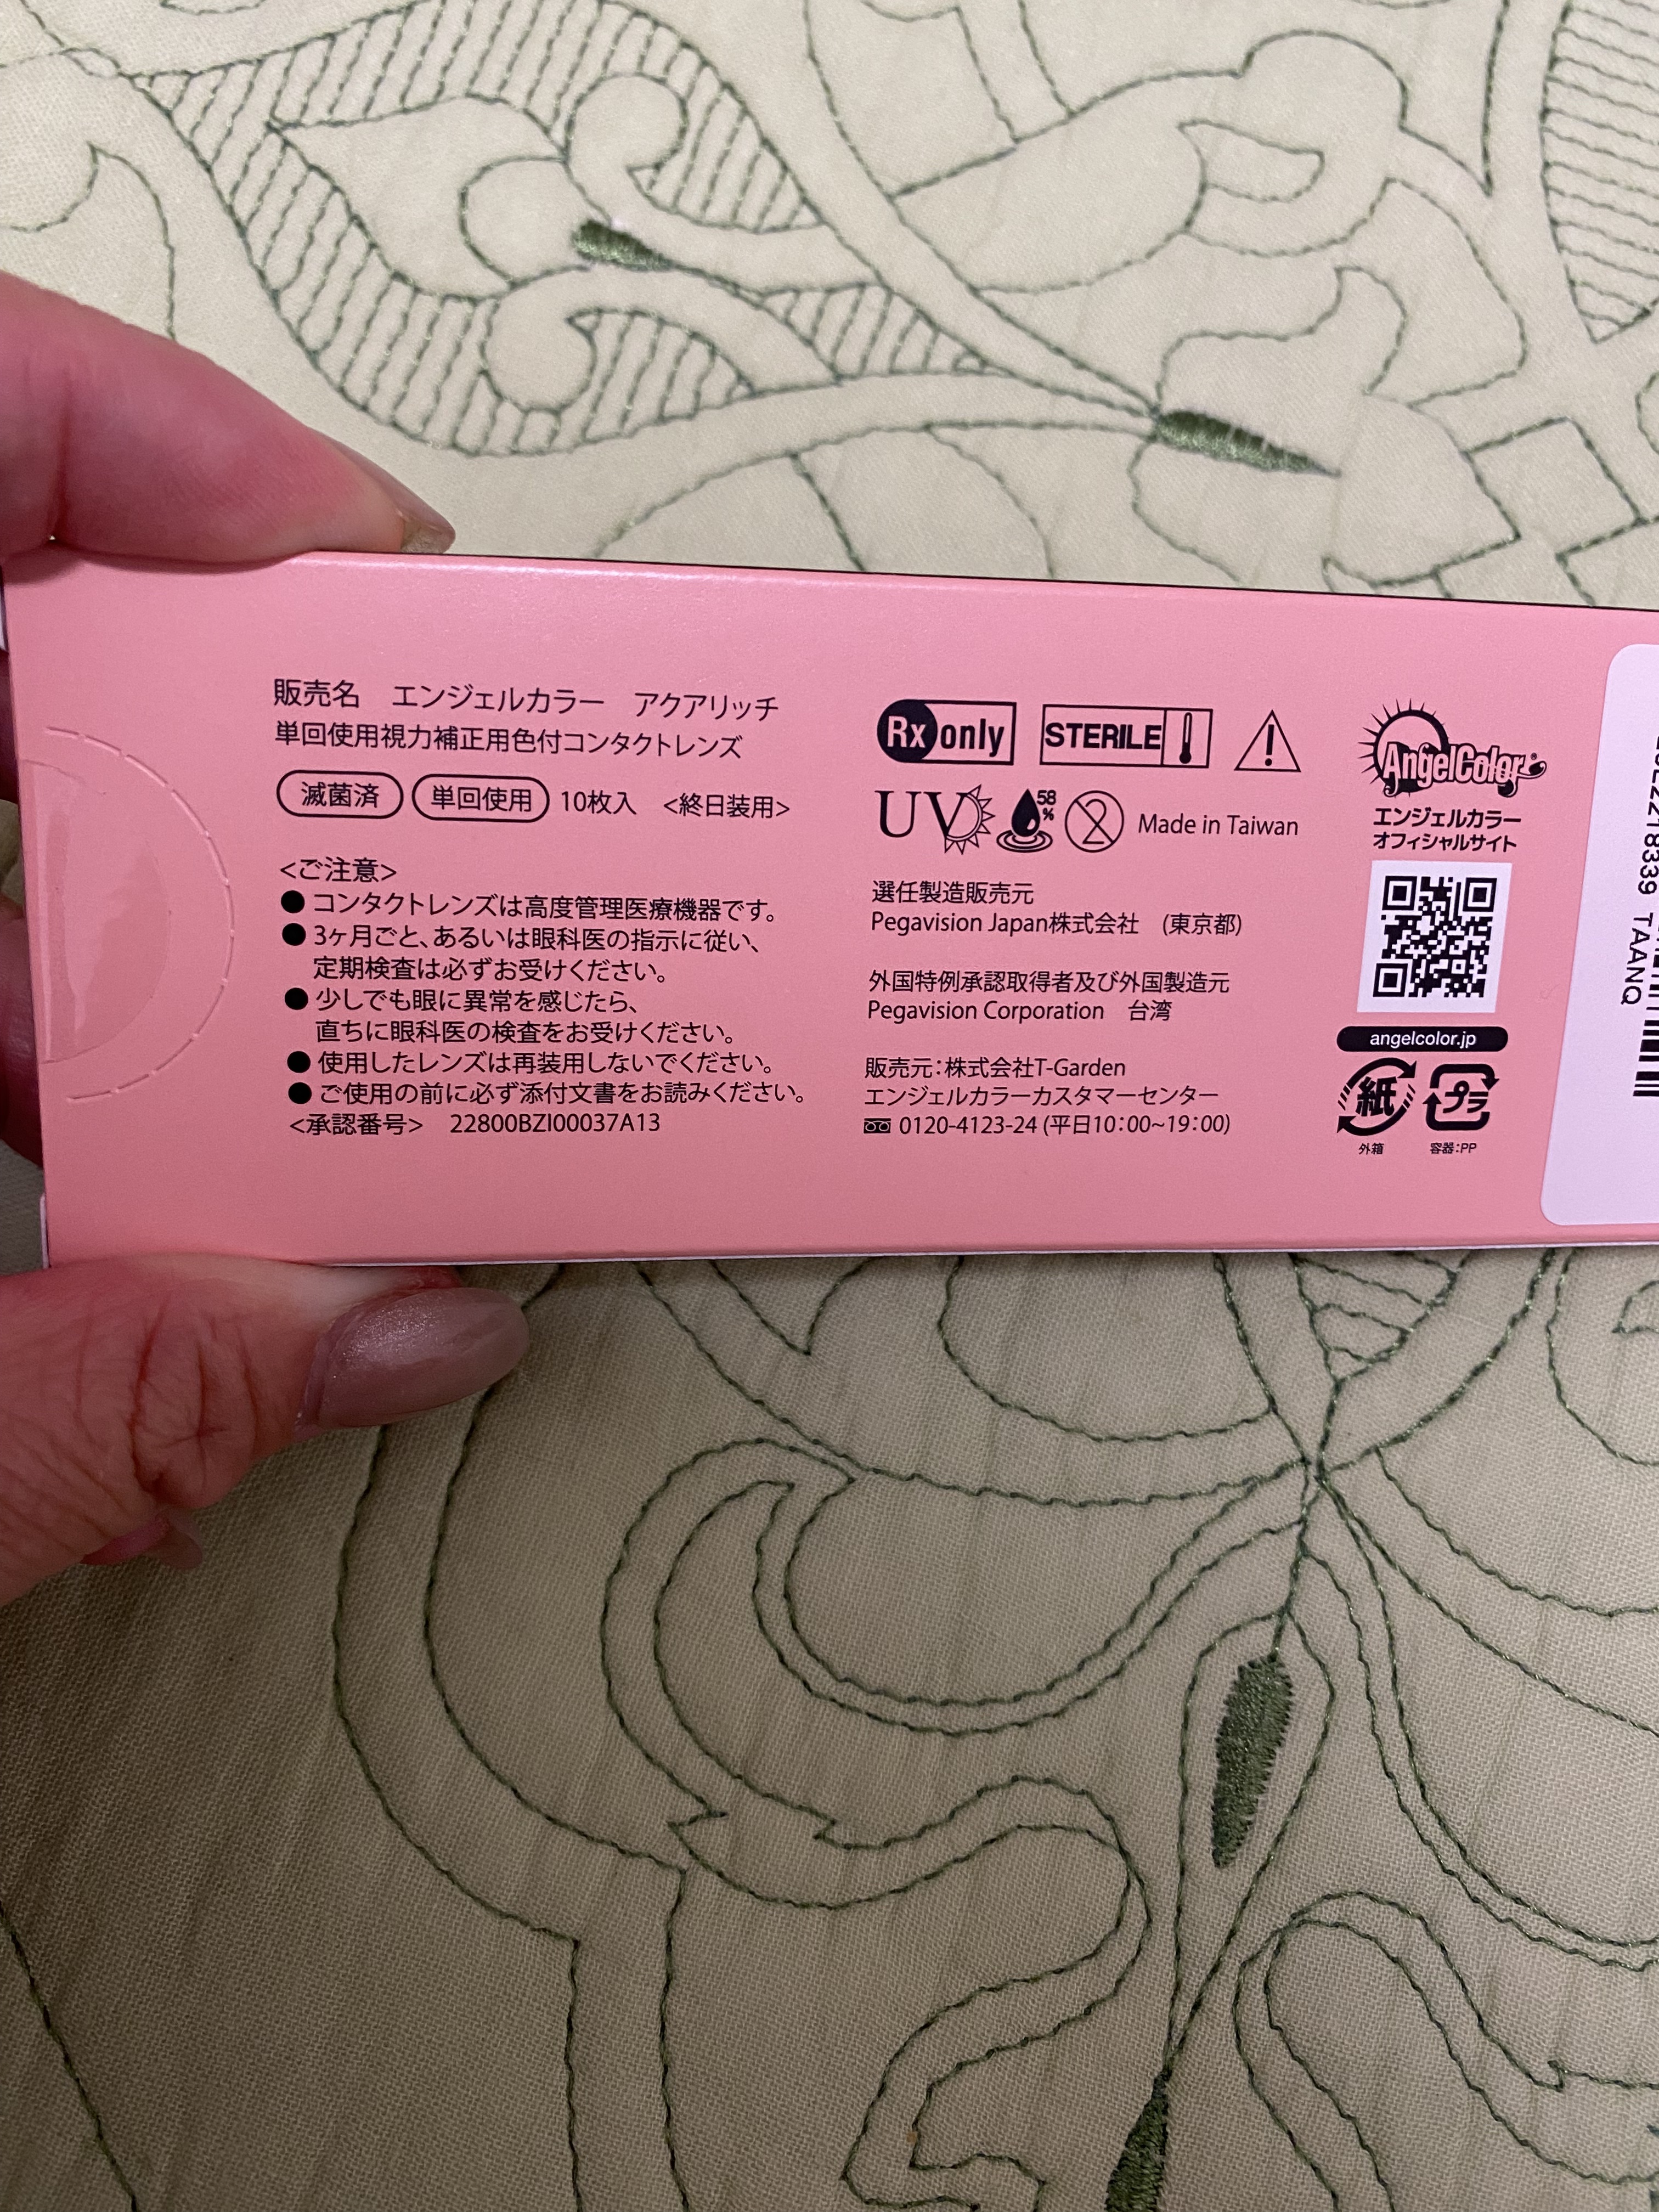 販売名　エンジェルカラー　アクアリッチ
単回使用視力補正用色付コンタクトレンズ
滅菌済 単回使用 10枚入 <終日装用>
<ご注意>
● コンタクトレンズは高度管理医療機器です。
● 3ヶ月ごと、あるいは眼科医の指示に従い、
定期検査は必ずお受けください。
● 少しでも眼に異常を感じたら、
直ちに眼科医の検査をお受けください。
● 使用したレンズは再装用しないでください。
● ご使用の前に必ず添付文書をお読みください。
<承認番号>　22800BZI00037A13
Rx only STERILE
UV 58% 2 Made in Taiwan
選任製造販売元
Pegavision Japan株式会社　(東京都)
外国特例承認取得者及び外国製造元
Pegavision Corporation　台湾
販売元：株式会社T-Garden
エンジェルカラーカスタマーセンター
0120-4123-24 (平日10：00~19：00)
AngelColor
エンジェルカラー
オフィシャルサイト
angelcolor.jp
紙 プラ
外箱 容器：PP
TAANQ